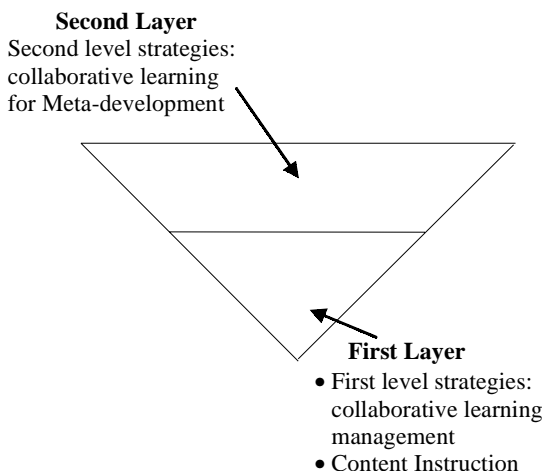 Second Layer
Second level strategies:
collaborative learning
for Meta-development
First Layer
• First level strategies:
collaborative learning
management
• Content Instruction